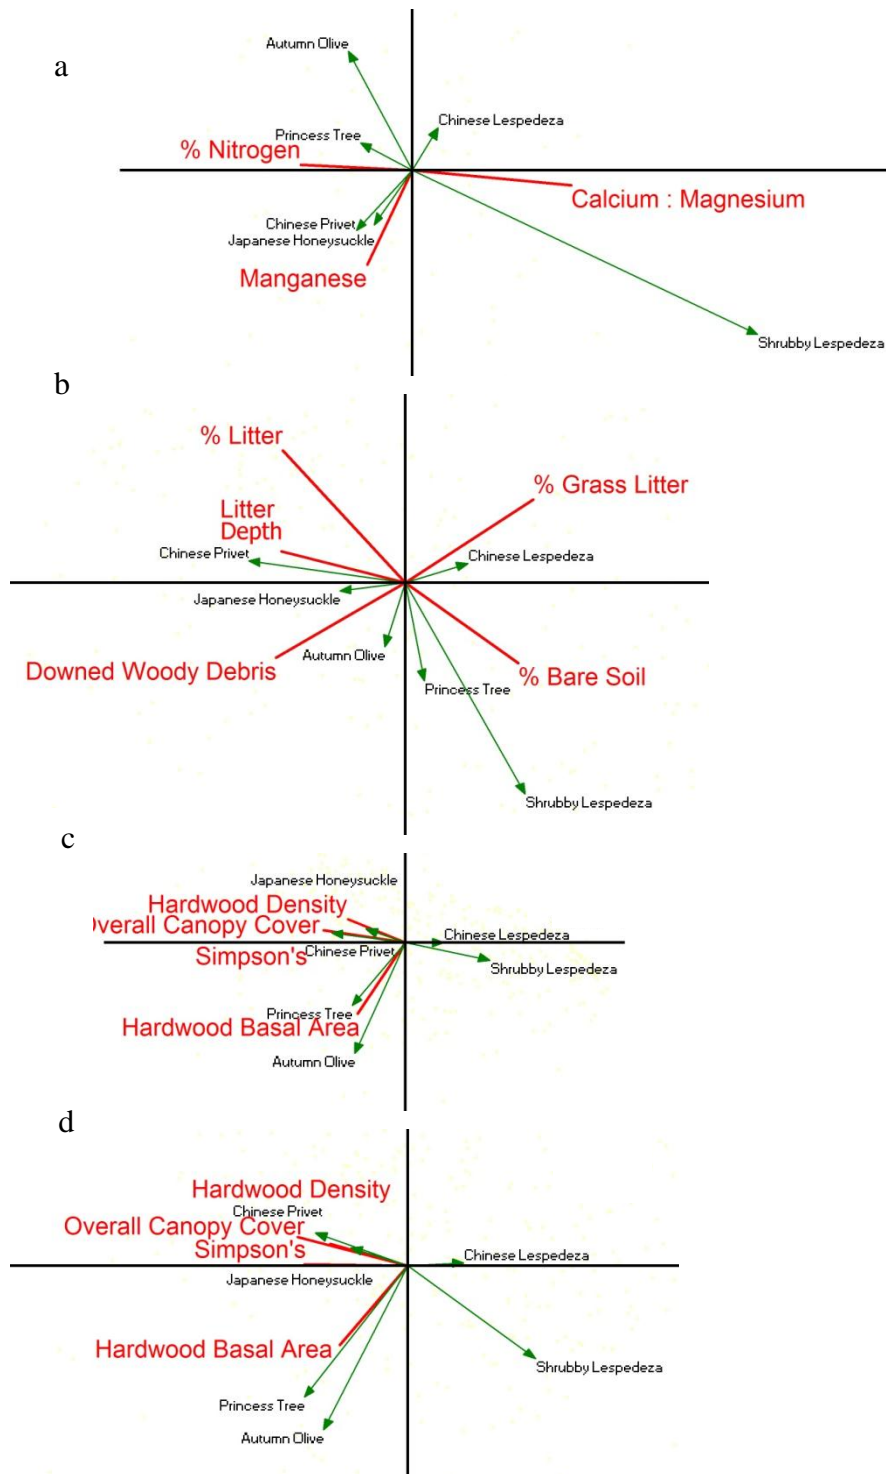 a
Autumn Olive
Chinese Lespedeza
Princess Tree
% Nitrogen
Calcium : Magnesium
Chinese Privet
Japanese Honeysuckle
Manganese
Shrubby Lespedeza
b
% Litter
% Grass Litter
Litter
Depth
Chinese Privet
Chinese Lespedeza
Japanese Honeysuckle
Autumn Olive
Downed Woody Debris
% Bare Soil
Princess Tree
Shrubby Lespedeza
c
Japanese Honeysuckle
Hardwood Density
Overall Canopy Cover
Chinese Lespedeza
Simpson's
Chinese Privet
Shrubby Lespedeza
Princess Tree
Hardwood Basal Area
Autumn Olive
d
Hardwood Density
Chinese Privet
Overall Canopy Cover
Simpson's
Chinese Lespedeza
Japanese Honeysuckle
Hardwood Basal Area
Shrubby Lespedeza
Princess Tree
Autumn Olive